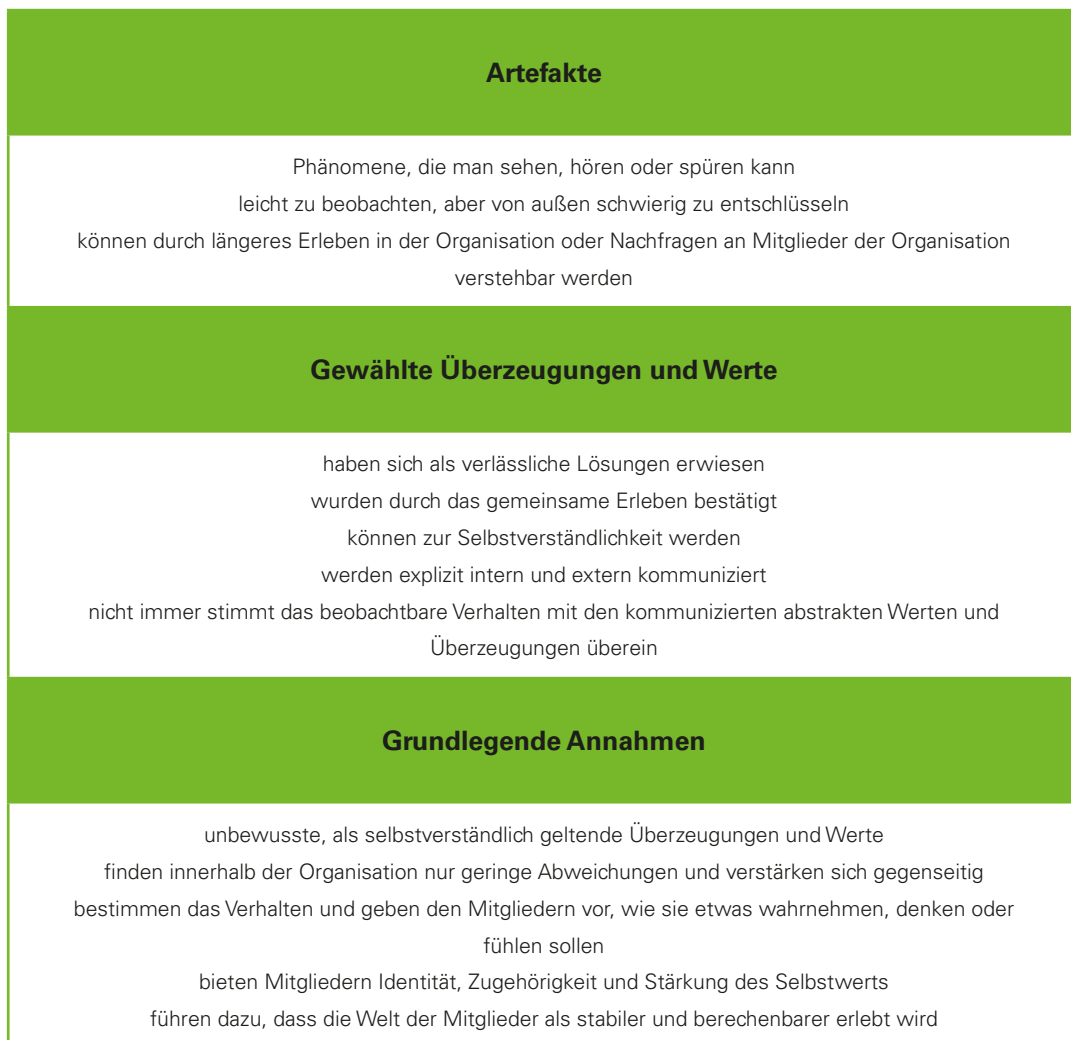 Artefakte
Phänomene, die man sehen, hören oder spüren kann
leicht zu beobachten, aber von außen schwierig zu entschlüsseln
können durch längeres Erleben in der Organisation oder Nachfragen an Mitglieder der Organisation
verstehbar werden
Gewählte Überzeugungen und Werte
haben sich als verlässliche Lösungen erwiesen
wurden durch das gemeinsame Erleben bestätigt
können zur Selbstverständlichkeit werden
werden explizit intern und extern kommuniziert
nicht immer stimmt das beobachtbare Verhalten mit den kommunizierten abstrakten Werten und
Überzeugungen überein
Grundlegende Annahmen
unbewusste, als selbstverständlich geltende Überzeugungen und Werte
finden innerhalb der Organisation nur geringe Abweichungen und verstärken sich gegenseitig
bestimmen das Verhalten und geben den Mitgliedern vor, wie sie etwas wahrnehmen, denken oder
fühlen sollen
bieten Mitgliedern Identität, Zugehörigkeit und Stärkung des Selbstwerts
führen dazu, dass die Welt der Mitglieder als stabiler und berechenbarer erlebt wird